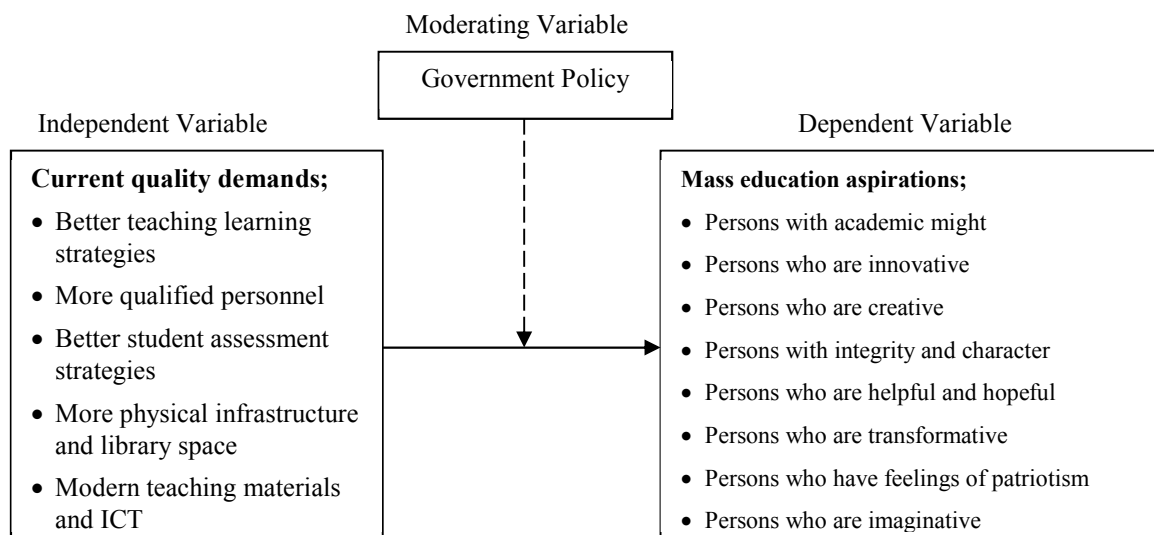 Moderating Variable
Government Policy
Independent Variable
Current quality demands;
• Better teaching learning
strategies
• More qualified personnel
• Better student assessment
strategies
• More physical infrastructure
and library space
• Modern teaching materials
and ICT
Dependent Variable
Mass education aspirations;
• Persons with academic might
• Persons who are innovative
• Persons who are creative
• Persons with integrity and character
• Persons who are helpful and hopeful
• Persons who are transformative
• Persons who have feelings of patriotism
• Persons who are imaginative